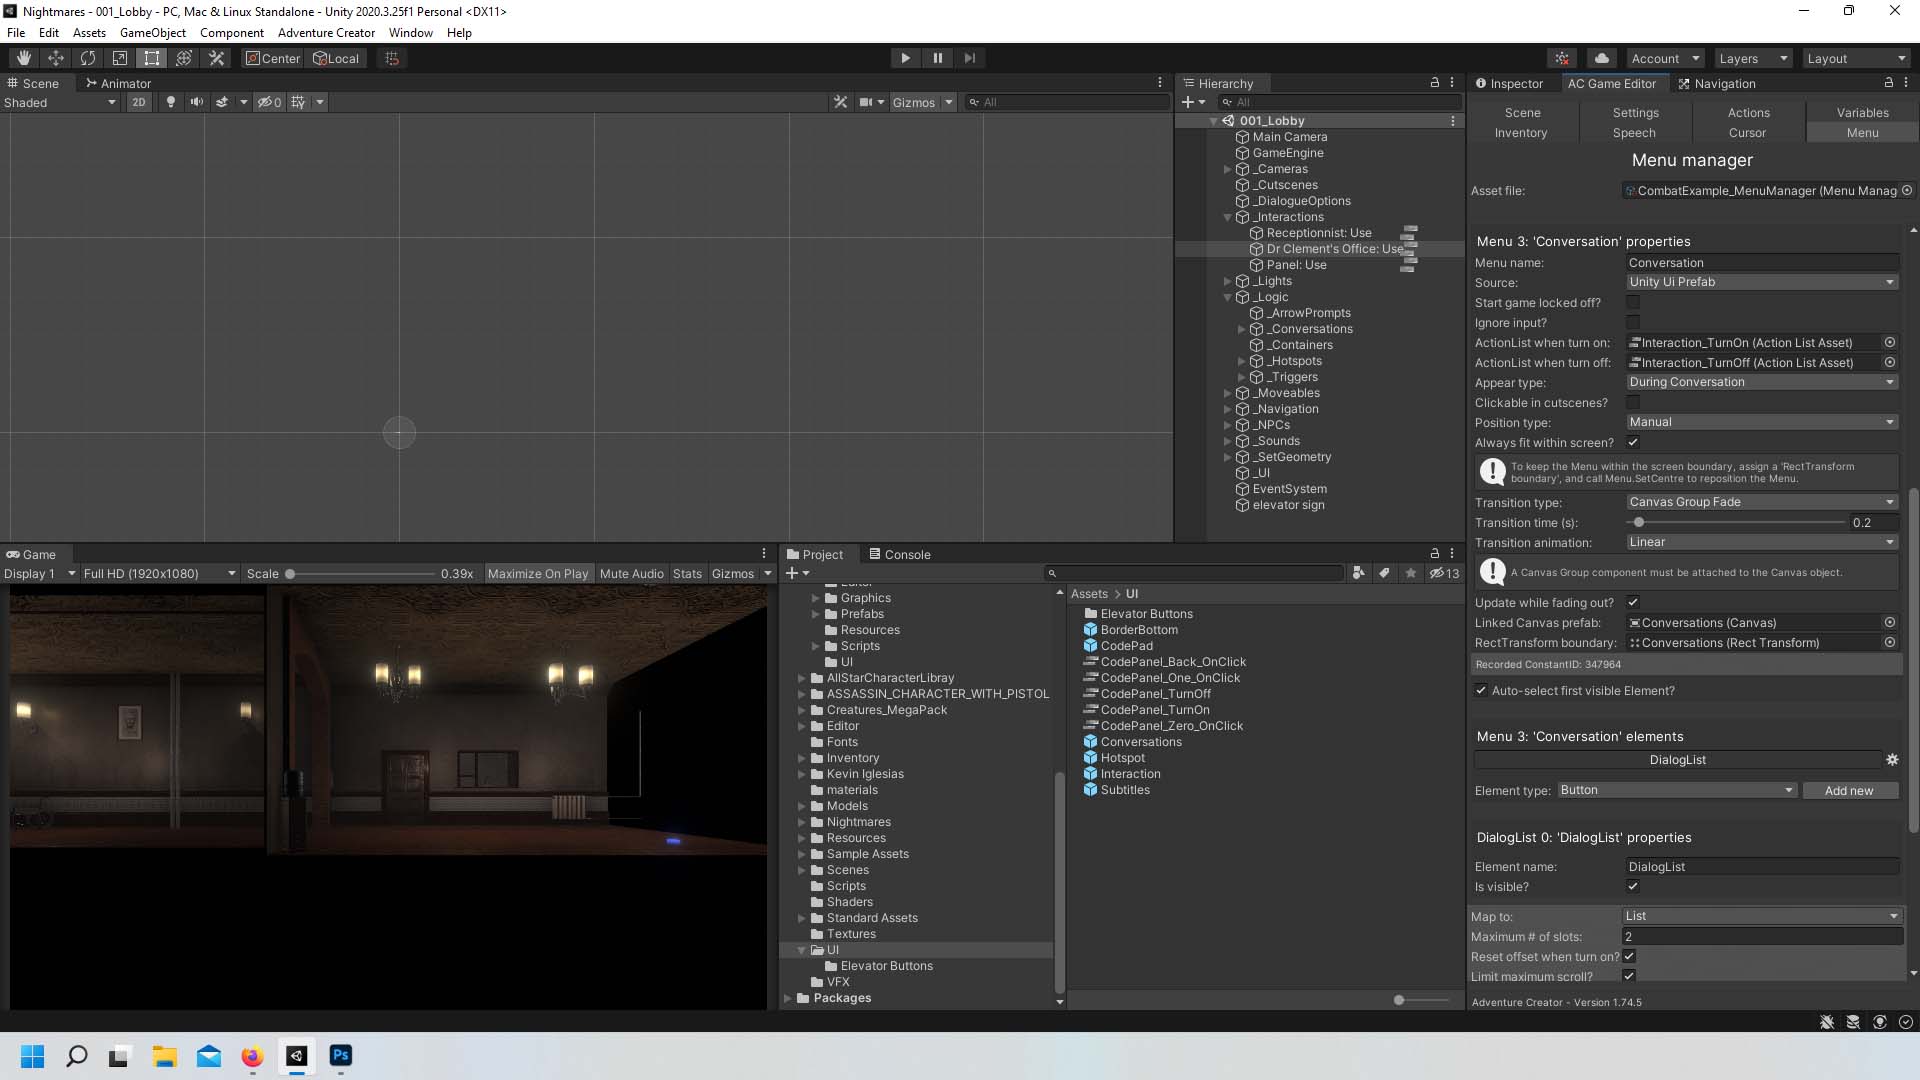 Nightmares - 001_Lobby - PC, Mac & Linux Standalone - Unity 2020.3.25f1 Personal <DX11>
File Edit Assets GameObject Component Adventure Creator Window Help
Center Local
Account Layers Layout
Scene Animator
Shaded 2D 0 Gizmos All
Hierarchy
All
001_Lobby
Main Camera
GameEngine
_Cameras
_Cutscenes
_DialogueOptions
_Interactions
Receptionnist: Use
Dr Clement's Office: Use
Panel: Use
_Lights
_Logic
_ArrowPrompts
_Conversations
_Containers
_Hotspots
_Triggers
_Moveables
_Navigation
_NPCs
_Sounds
_SetGeometry
_UI
EventSystem
elevator sign
Inspector AC Game Editor Navigation
Scene Settings Actions Variables
Inventory Speech Cursor Menu
Menu manager
Asset file: CombatExample_MenuManager (Menu Manag
Menu 3: 'Conversation' properties
Menu name: Conversation
Source: Unity Ui Prefab
Start game locked off?
Ignore input?
ActionList when turn on: Interaction_TurnOn (Action List Asset)
ActionList when turn off: Interaction_TurnOff (Action List Asset)
Appear type: During Conversation
Clickable in cutscenes?
Position type: Manual
Always fit within screen?
To keep the Menu within the screen boundary, assign a 'RectTransform
boundary', and call Menu.SetCentre to reposition the Menu.
Transition type: Canvas Group Fade
Transition time (s): 0.2
Transition animation: Linear
A Canvas Group component must be attached to the Canvas object.
Update while fading out?
Linked Canvas prefab: Conversations (Canvas)
RectTransform boundary: Conversations (Rect Transform)
Recorded ConstantID: 347964
Auto-select first visible Element?
Menu 3: 'Conversation' elements
DialogList
Element type: Button Add new
DialogList 0: 'DialogList' properties
Element name: DialogList
Is visible?
Map to: List
Maximum # of slots: 2
Reset offset when turn on?
Limit maximum scroll?
Adventure Creator - Version 1.74.5
Game
Display 1 Full HD (1920x1080) Scale 0.39x Maximize On Play Mute Audio Stats Gizmos
Project Console
13
Editor
Graphics
Prefabs
Resources
Scripts
UI
AllStarCharacterLibray
ASSASSIN_CHARACTER_WITH_PISTOL
Creatures_MegaPack
Editor
Fonts
Inventory
Kevin Iglesias
materials
Models
Nightmares
Resources
Sample Assets
Scenes
Scripts
Shaders
Standard Assets
Textures
UI
Elevator Buttons
VFX
Packages
Assets > UI
Elevator Buttons
BorderBottom
CodePad
CodePanel_Back_OnClick
CodePanel_One_OnClick
CodePanel_TurnOff
CodePanel_TurnOn
CodePanel_Zero_OnClick
Conversations
Hotspot
Interaction
Subtitles
Ps